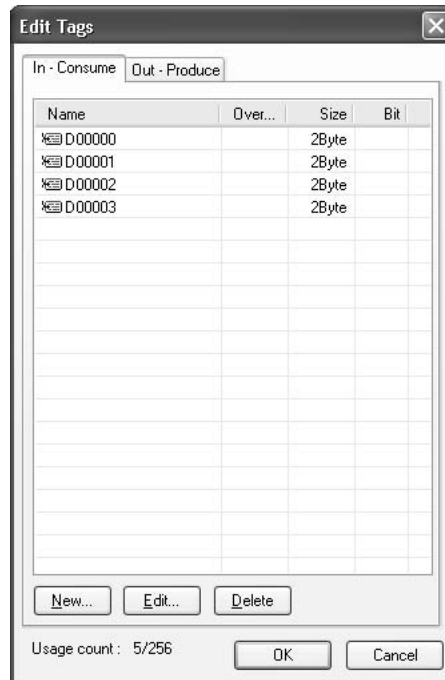 Edit Tags
In - Consume Out - Produce
Name Over... Size Bit
D00000 2Byte
D00001 2Byte
D00002 2Byte
D00003 2Byte
New... Edit... Delete
Usage count : 5/256 OK Cancel